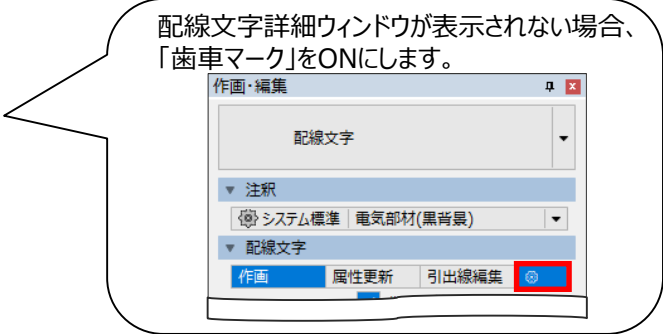 配線文字詳細ウィンドウが表示されない場合、
「歯車マーク」をONにします。
作画・編集
配線文字
注釈
システム標準 電気部材(黒背景)
配線文字
作画 属性更新 引出線編集